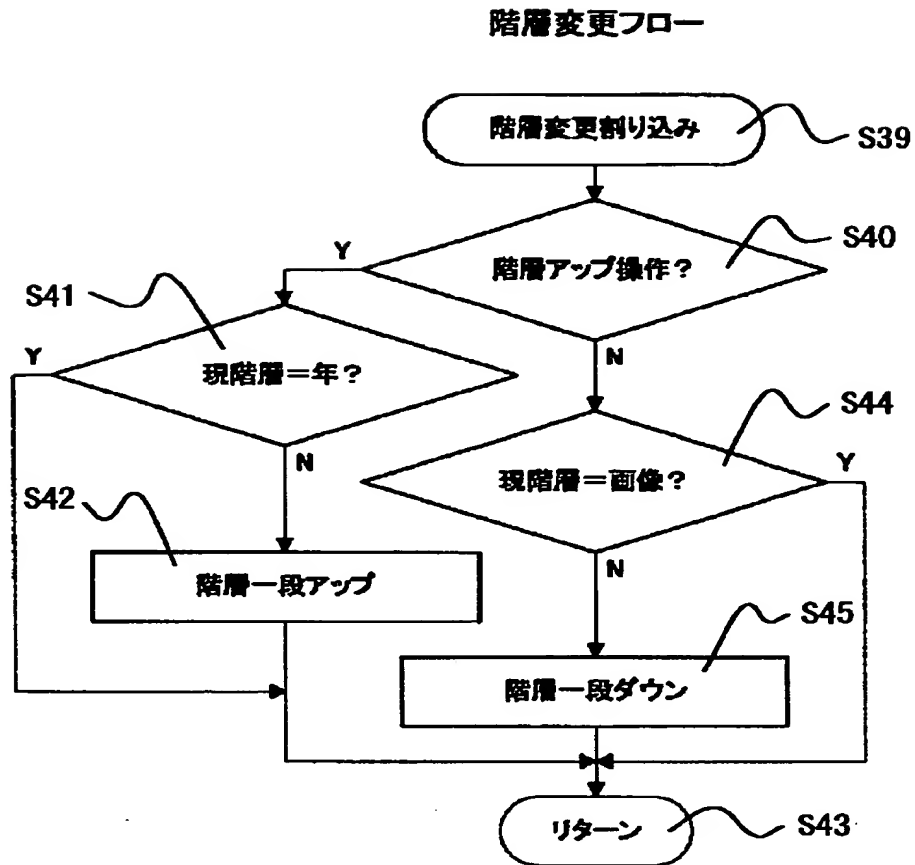 階層変更フロー
階層変更割り込み
S39
階層アップ操作?
S40
Y
N
S41
現階層=年?
Y
N
S44
現階層=画像?
Y
N
S42
階層一段アップ
S45
階層一段ダウン
リターン
S43